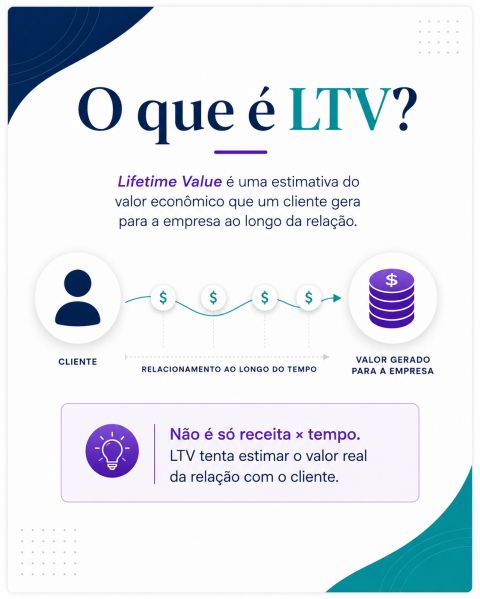 O que é LTV?
Lifetime Value é uma estimativa do
valor econômico que um cliente gera
para a empresa ao longo da relação.
$ $ $ $
$
CLIENTE
RELACIONAMENTO AO LONGO DO TEMPO
VALOR GERADO
PARA A EMPRESA
Não é só receita × tempo.
LTV tenta estimar o valor real
da relação com o cliente.